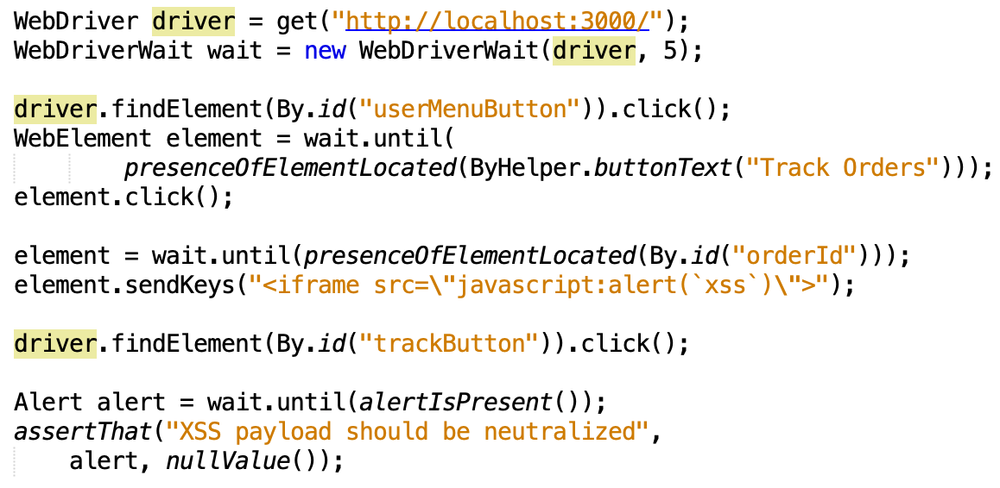 WebDriver driver = get("http://localhost:3000/");
WebDriverWait wait = new WebDriverWait(driver, 5);
driver.findElement(By.id("userMenuButton")).click();
WebElement element = wait.until(
presenceOfElementLocated(ByHelper.buttonText("Track Orders")));
element.click();
element = wait.until(presenceOfElementLocated(By.id("orderId")));
element.sendKeys("<iframe src=\"javascript:alert(`xss`)\">");
driver.findElement(By.id("trackButton")).click();
Alert alert = wait.until(alertIsPresent());
assertThat("XSS payload should be neutralized",
alert, nullValue());